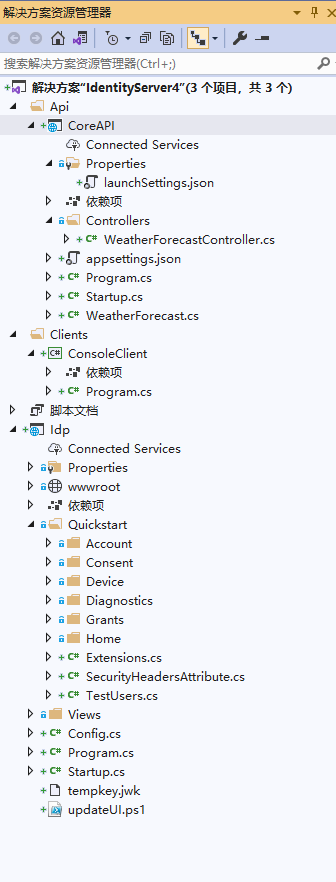 解决方案资源管理器
搜索解决方案资源管理器(Ctrl+;)
解决方案"IdentityServer4"(3 个项目，共 3 个)
Api
CoreAPI
Connected Services
Properties
launchSettings.json
依赖项
Controllers
WeatherForecastController.cs
appsettings.json
Program.cs
Startup.cs
WeatherForecast.cs
Clients
ConsoleClient
依赖项
Program.cs
脚本文档
Idp
Connected Services
Properties
wwwroot
依赖项
Quickstart
Account
Consent
Device
Diagnostics
Grants
Home
Extensions.cs
SecurityHeadersAttribute.cs
TestUsers.cs
Views
Config.cs
Program.cs
Startup.cs
tempkey.jwk
updateUI.ps1